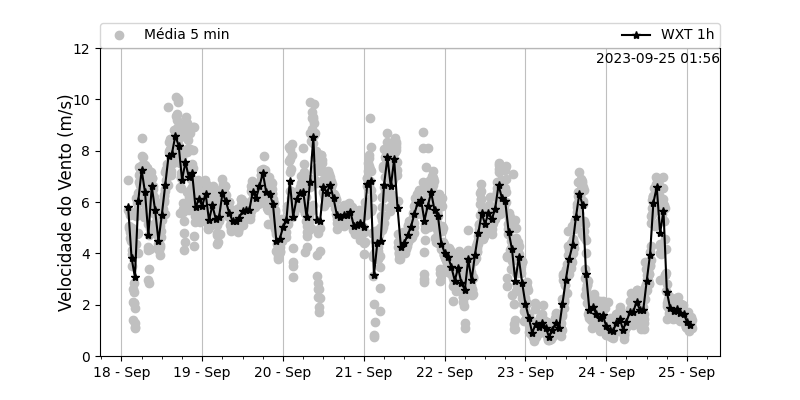 Média 5 min
WXT 1h
2023-09-25 01:56
Velocidade do Vento (m/s)
12
10
8
6
4
2
0
18 - Sep
19 - Sep
20 - Sep
21 - Sep
22 - Sep
23 - Sep
24 - Sep
25 - Sep